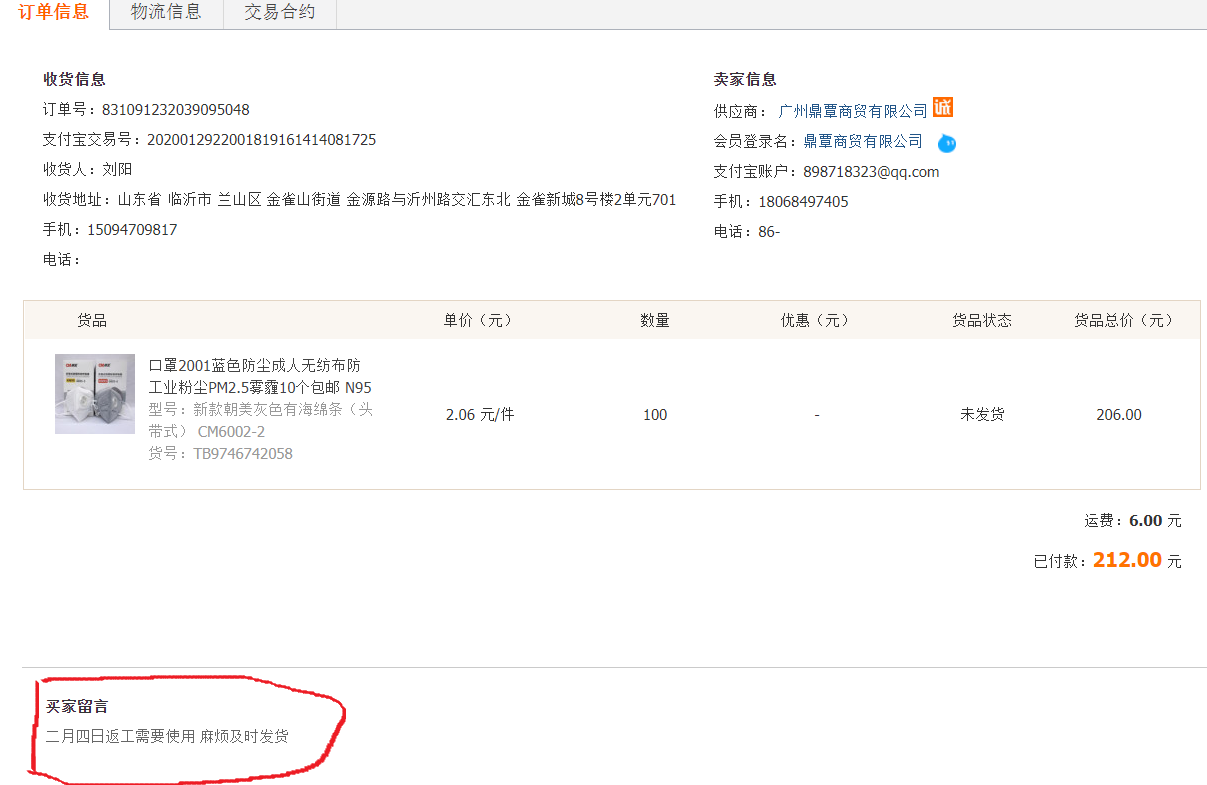 订单信息 物流信息 交易合约
收货信息
订单号：831091232039095048
支付宝交易号：2020012922001819161414081725
收货人：刘阳
收货地址：山东省 临沂市 兰山区 金雀山街道 金源路与沂州路交汇东北 金雀新城8号楼2单元701
手机：15094709817
电话：
卖家信息
供应商： 广州鼎覃商贸有限公司 诚
会员登录名：鼎覃商贸有限公司
支付宝账户：898718323@qq.com
手机：18068497405
电话：86-
货品 单价（元） 数量 优惠（元） 货品状态 货品总价（元）
口罩2001蓝色防尘成人无纺布防
工业粉尘PM2.5雾霾10个包邮 N95
型号：新款朝美灰色有海绵条（头
带式） CM6002-2
货号：TB9746742058
2.06 元/件 100 - 未发货 206.00
运费：6.00 元
已付款：212.00 元
买家留言
二月四日返工需要使用 麻烦及时发货